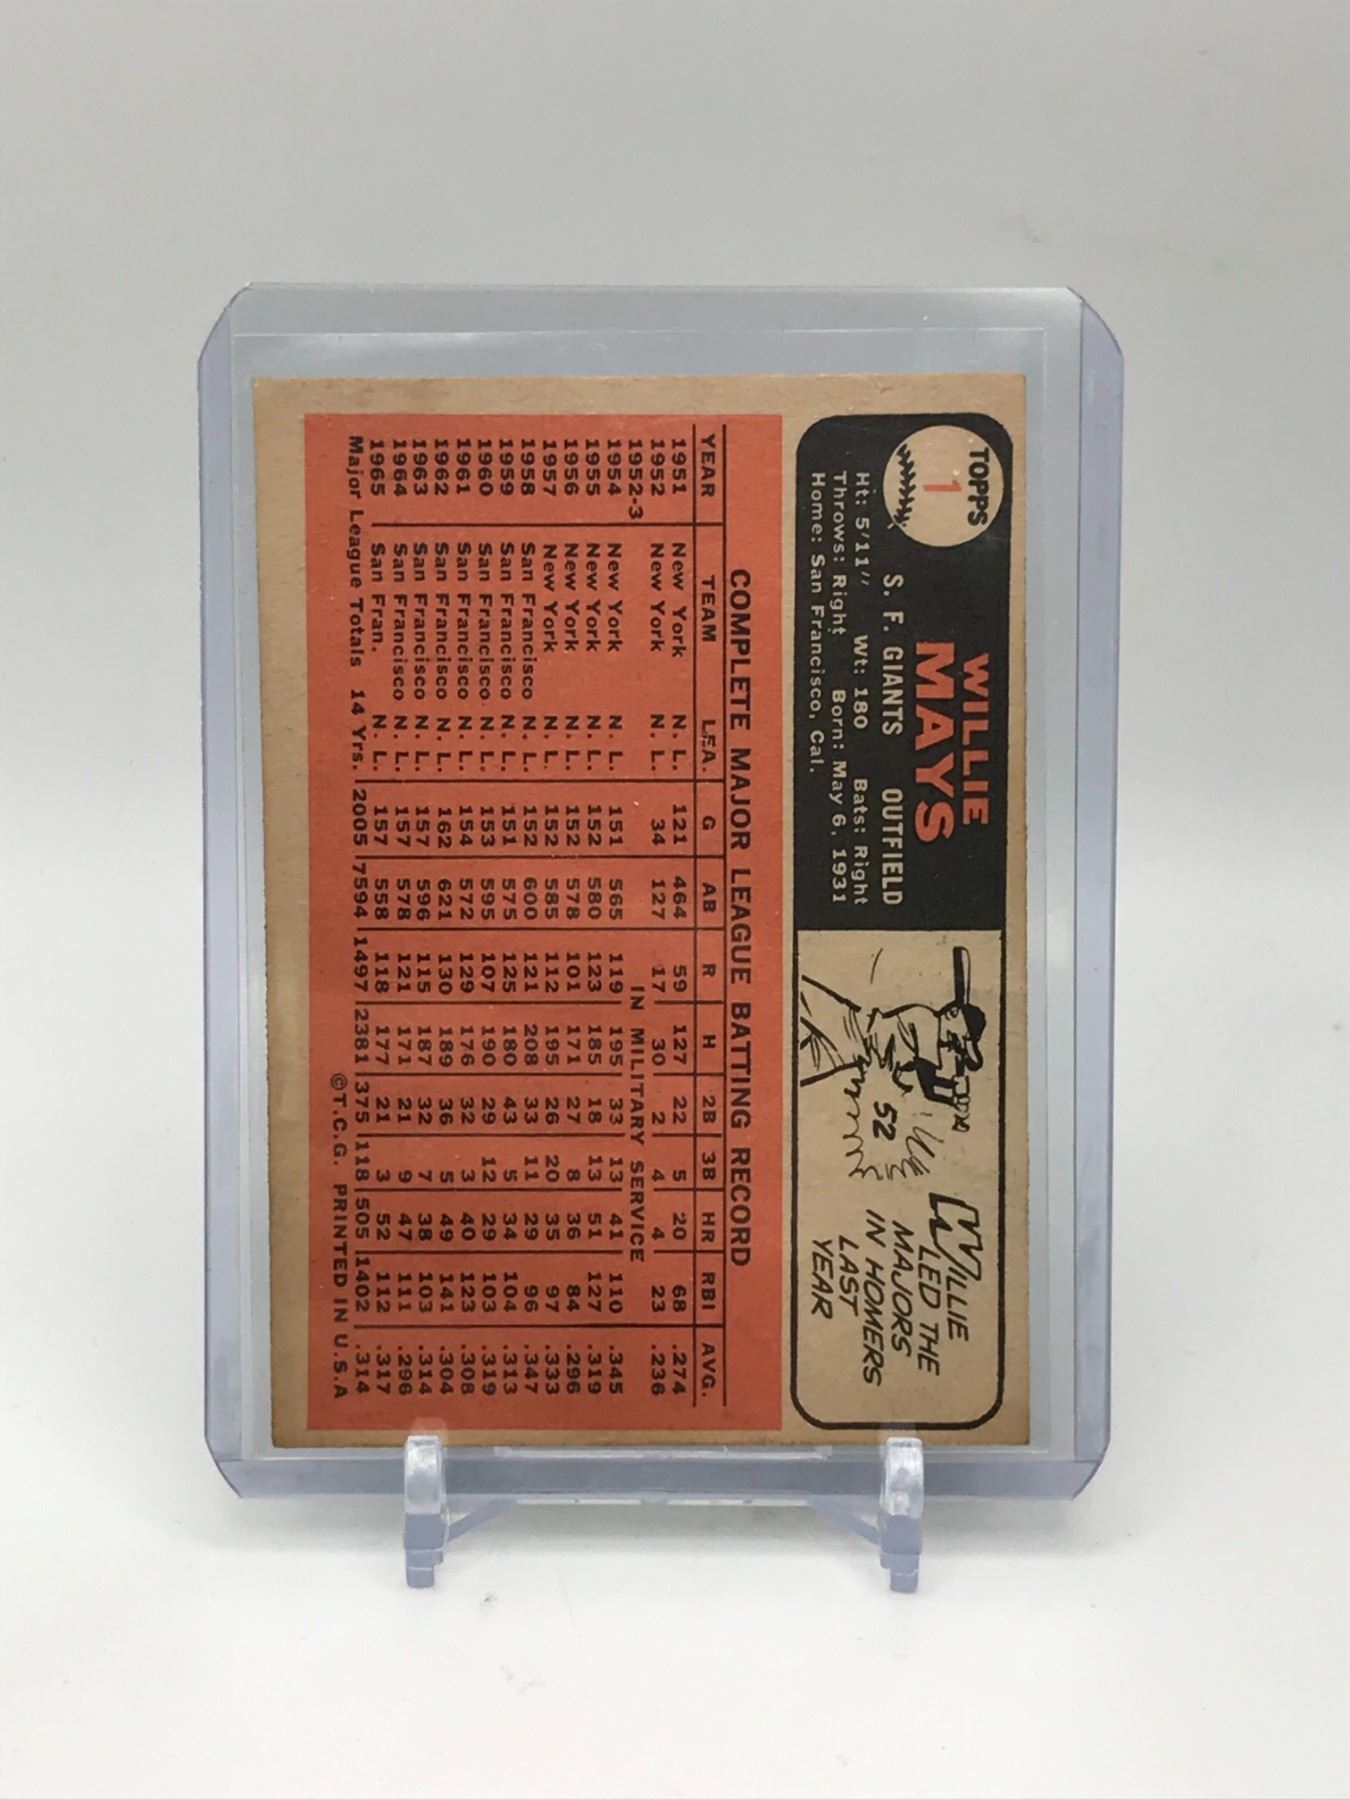 TOPPS
1
WILLIE
MAYS
S. F. GIANTS OUTFIELD
Ht: 5'11" Wt: 180 Bats: Right
Throws: Right Born: May 6, 1931
Home: San Francisco, Cal.
52
WILLIE
LED THE
MAJORS
IN HOMERS
LAST
YEAR
COMPLETE MAJOR LEAGUE BATTING RECORD
YEAR TEAM LEA. G AB R H 2B 3B HR RBI AVG.
1951 New York N. L. 121 464 59 127 22 5 20 68 .274
1952 New York N. L. 34 127 17 30 2 4 4 23 .236
1952-3 IN MILITARY SERVICE
1954 New York N. L. 151 565 119 195 33 13 41 110 .345
1955 New York N. L. 152 580 123 185 18 13 51 127 .319
1956 New York N. L. 152 578 101 171 27 8 36 84 .296
1957 New York N. L. 152 585 112 195 26 20 35 97 .333
1958 San Francisco N. L. 152 600 121 208 33 11 29 96 .347
1959 San Francisco N. L. 151 575 125 180 43 5 34 104 .313
1960 San Francisco N. L. 153 595 107 190 29 12 29 103 .319
1961 San Francisco N. L. 154 572 129 176 32 3 40 123 .308
1962 San Francisco N. L. 162 621 130 189 36 5 49 141 .304
1963 San Francisco N. L. 157 596 115 187 32 7 38 103 .314
1964 San Francisco N. L. 157 578 121 171 21 9 47 111 .296
1965 San Fran. N. L. 157 558 118 177 21 3 52 112 .317
Major League Totals 14 Yrs. 2005 7594 1497 2381 375 118 505 1402 .314
©T.C.G. PRINTED IN U.S.A